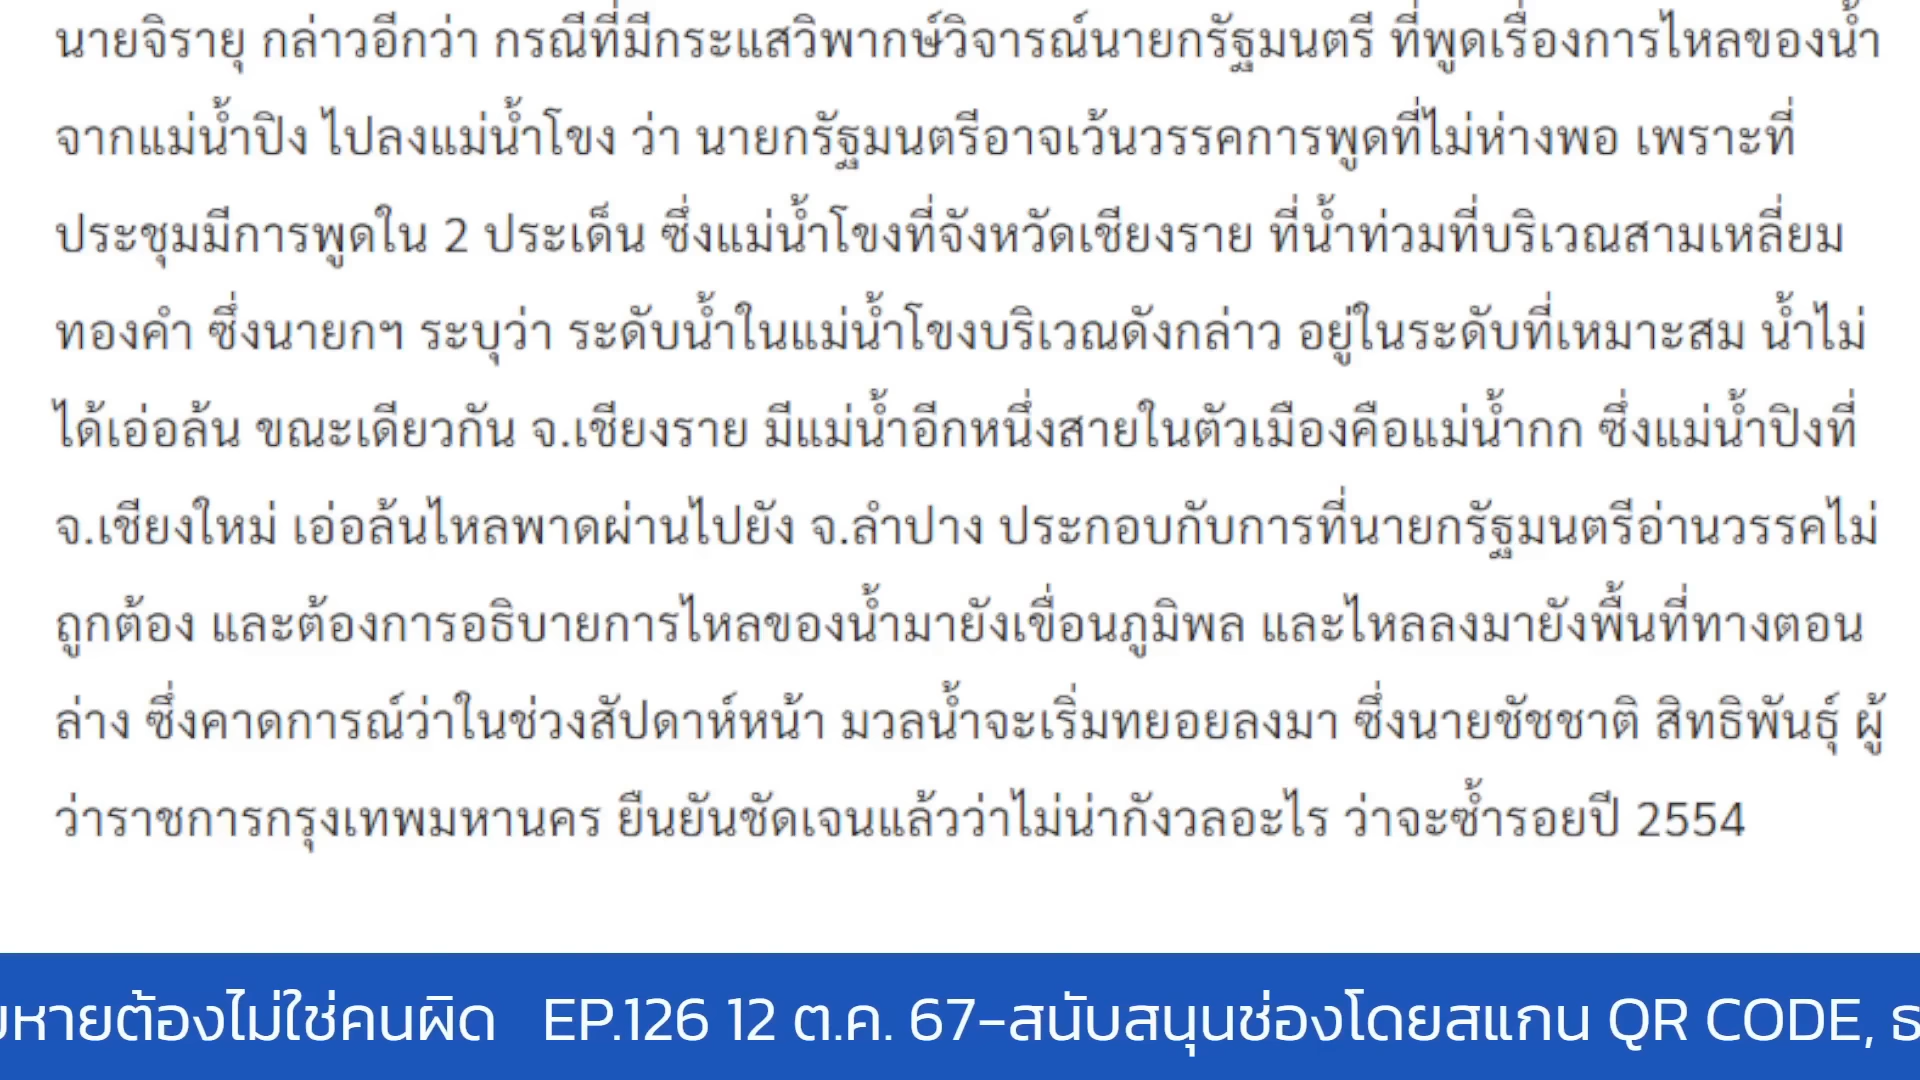 นายจิรายุ กล่าวอีกว่า กรณีที่มีกระแสวิพากษ์วิจารณ์นายกรัฐมนตรี ที่พูดเรื่องการไหลของน้ำ
จากแม่น้ำปิง ไปลงแม่น้ำโขง ว่า นายกรัฐมนตรีอาจเว้นวรรคการพูดที่ไม่ห่างพอ เพราะที่
ประชุมมีการพูดใน 2 ประเด็น ซึ่งแม่น้ำโขงที่จังหวัดเชียงราย ที่น้ำท่วมที่บริเวณสามเหลี่ยม
ทองคำ ซึ่งนายกฯ ระบุว่า ระดับน้ำในแม่น้ำโขงบริเวณดังกล่าว อยู่ในระดับที่เหมาะสม น้ำไม่
ได้เอ่อล้น ขณะเดียวกัน จ.เชียงราย มีแม่น้ำอีกหนึ่งสายในตัวเมืองคือแม่น้ำกก ซึ่งแม่น้ำปิงที่
จ.เชียงใหม่ เอ่อล้นไหลพาดผ่านไปยัง จ.ลำปาง ประกอบกับการที่นายกรัฐมนตรีอ่านวรรคไม่
ถูกต้อง และต้องการอธิบายการไหลของน้ำมายังเขื่อนภูมิพล และไหลลงมายังพื้นที่ทางตอน
ล่าง ซึ่งคาดการณ์ว่าในช่วงสัปดาห์หน้า มวลน้ำจะเริ่มทยอยลงมา ซึ่งนายชัชชาติ สิทธิพันธุ์ ผู้
ว่าราชการกรุงเทพมหานคร ยืนยันชัดเจนแล้วว่าไม่น่ากังวลอะไร ว่าจะซ้ำรอยปี 2554
หายต้องไม่ใช่คนผิด EP.126 12 ต.ค. 67-สนับสนุนช่องโดยสแกน QR CODE,